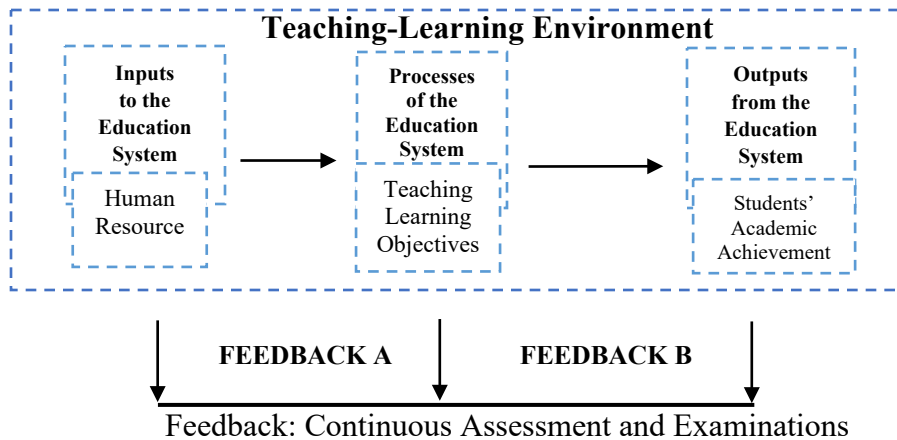 Teaching-Learning Environment
Inputs
to the
Education
System
Human
Resource
Processes
of the
Education
System
Teaching
Learning
Objectives
Outputs
from the
Education
System
Students’
Academic
Achievement
FEEDBACK A
FEEDBACK B
Feedback: Continuous Assessment and Examinations